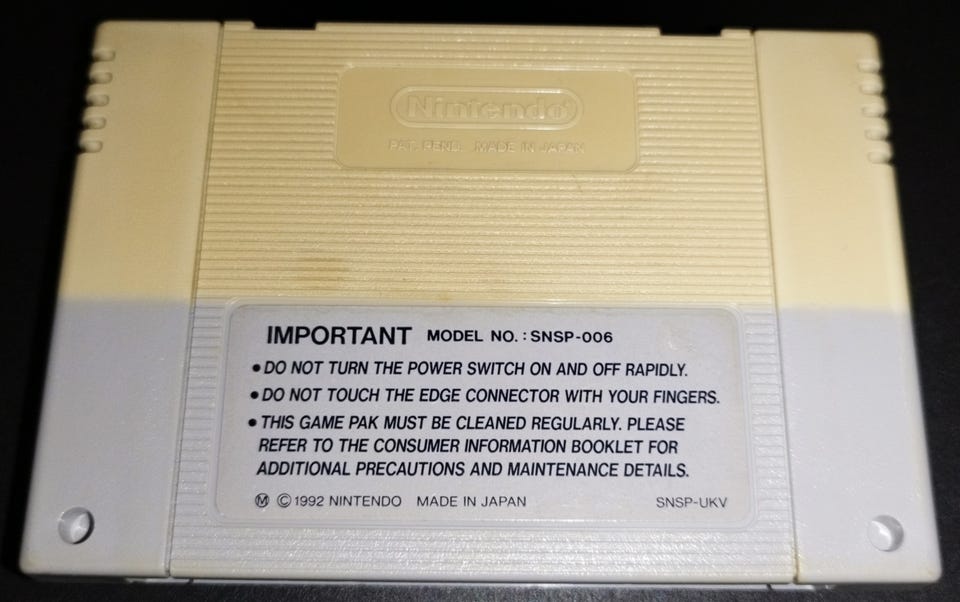 Nintendo®
PAT. PEND. MADE IN JAPAN
IMPORTANT MODEL NO.: SNSP-006
• DO NOT TURN THE POWER SWITCH ON AND OFF RAPIDLY.
• DO NOT TOUCH THE EDGE CONNECTOR WITH YOUR FINGERS.
• THIS GAME PAK MUST BE CLEANED REGULARLY. PLEASE
REFER TO THE CONSUMER INFORMATION BOOKLET FOR
ADDITIONAL PRECAUTIONS AND MAINTENANCE DETAILS.
Ⓜ ©1992 NINTENDO MADE IN JAPAN SNSP-UKV